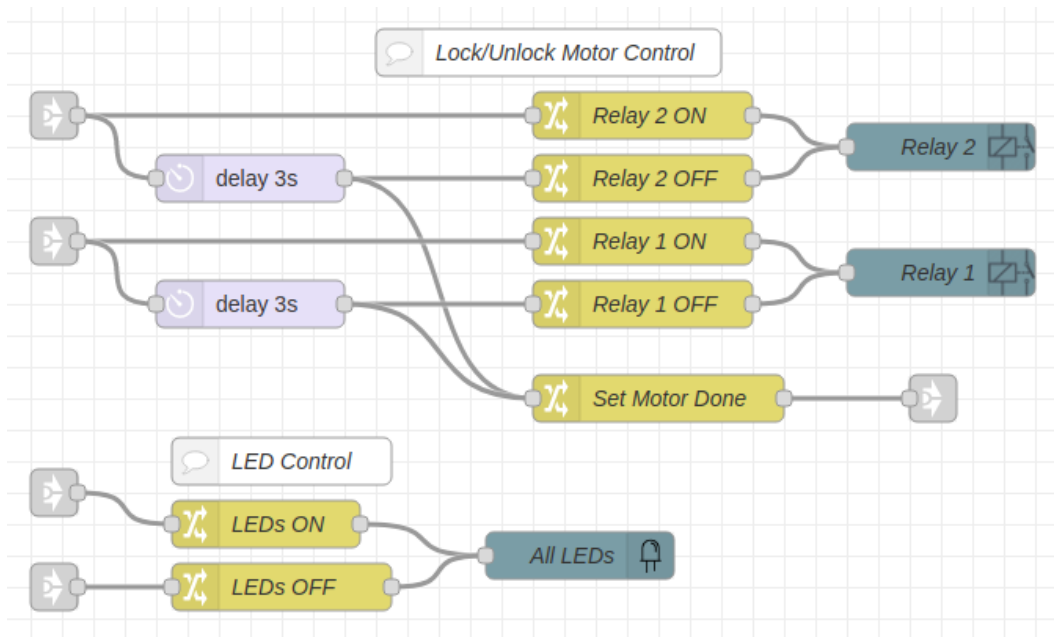 Lock/Unlock Motor Control
Relay 2 ON
Relay 2
delay 3s
Relay 2 OFF
Relay 1 ON
Relay 1
delay 3s
Relay 1 OFF
Set Motor Done
LED Control
LEDs ON
All LEDs
LEDs OFF